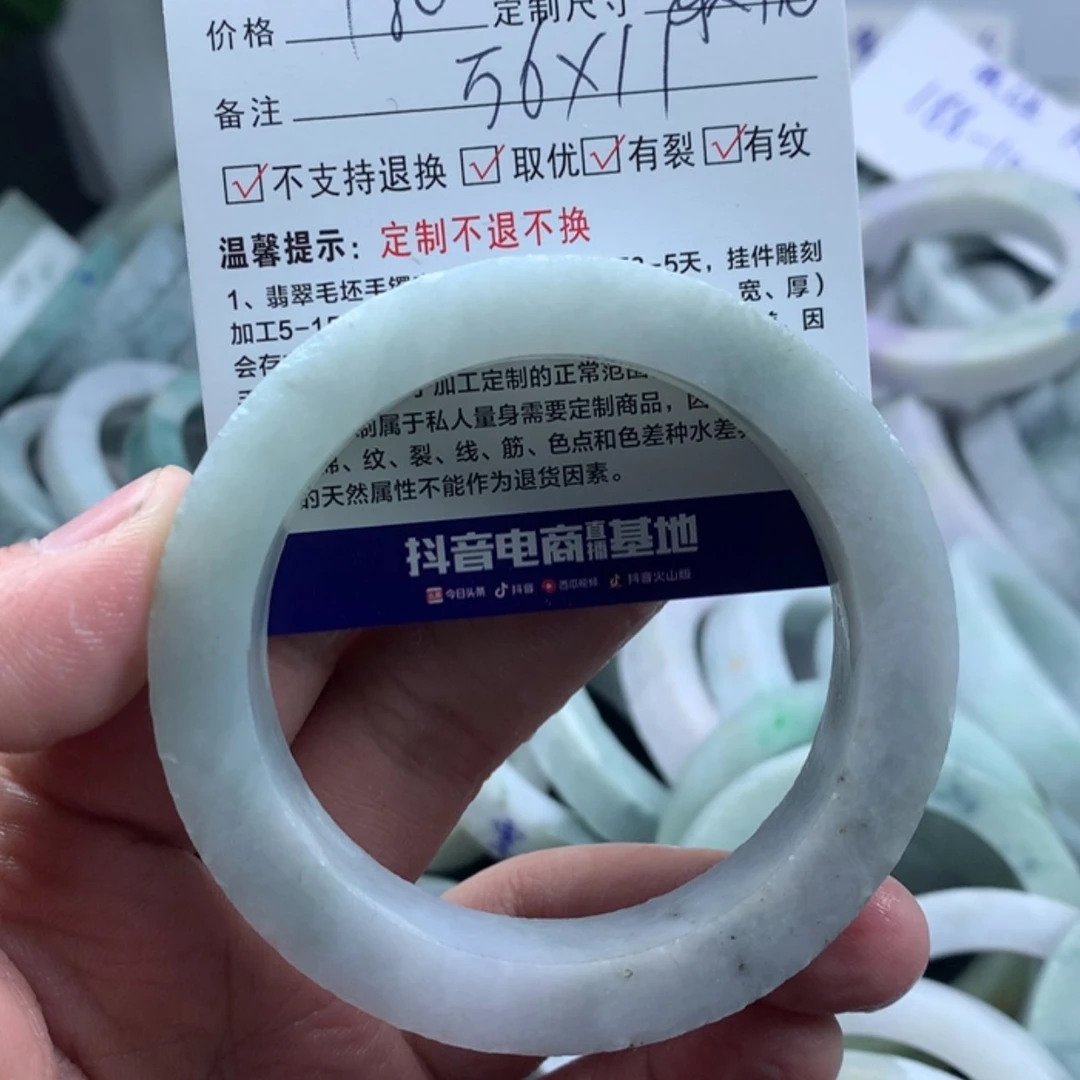 价格 180 定制尺寸
备注 56X11
☑不支持退换 ☑取优☑有裂 ☑有纹
温馨提示：定制不退不换
1、翡翠毛坯手镯 3-5天，挂件雕刻
加工5-15 宽、厚）
会存 因
加工定制的正常范围
制属于私人量身需要定制商品，因
棉、纹、裂、线、筋、色点和色差种水差
的天然属性不能作为退货因素。
抖音电商直播基地
今日头条 抖音 西瓜视频 抖音火山版